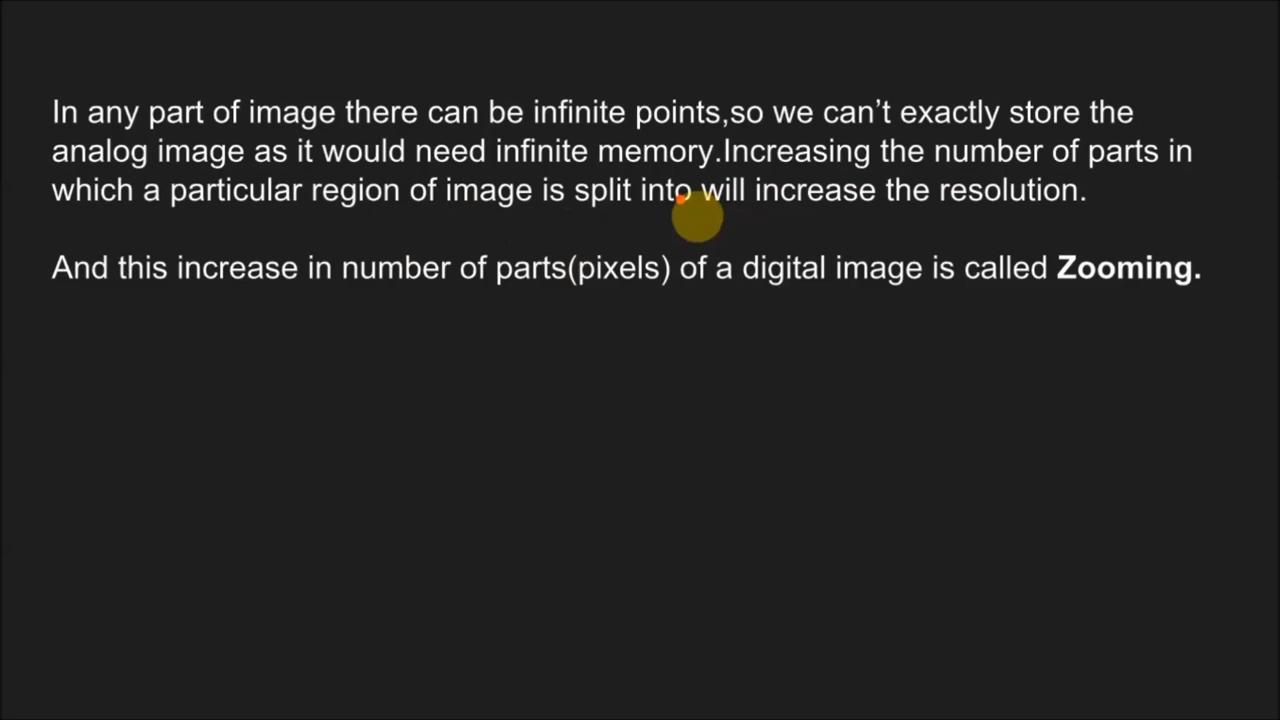 In any part of image there can be infinite points,so we can’t exactly store the
analog image as it would need infinite memory.Increasing the number of parts in
which a particular region of image is split into will increase the resolution.
And this increase in number of parts(pixels) of a digital image is called Zooming.